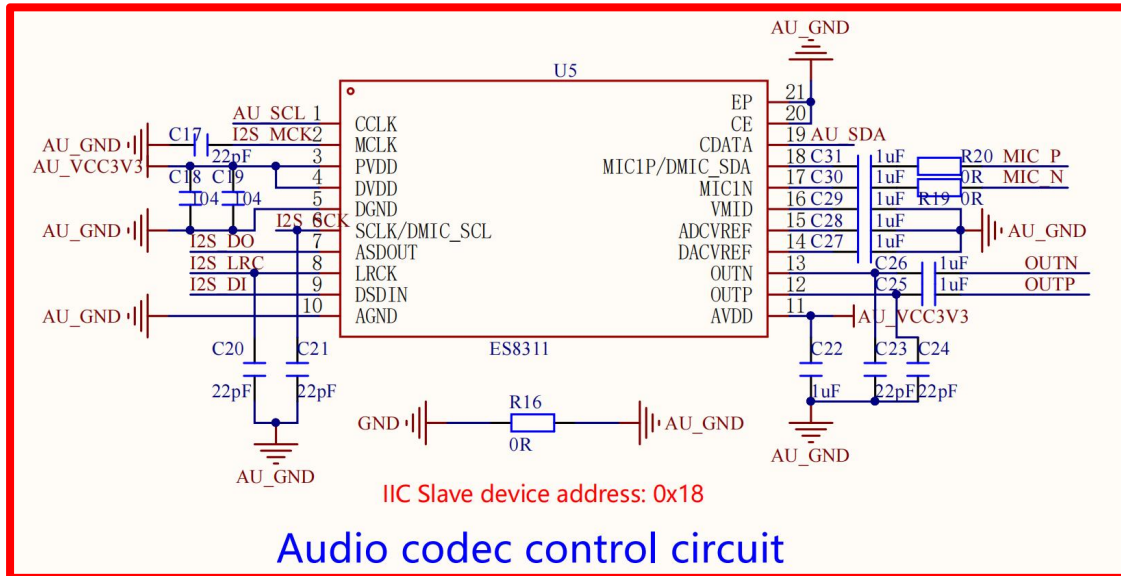 AU_GND
U5
EP 21
CE 20
AU_SCL 1 CCLK
CDATA 19 AU_SDA
AU_GND C17 22pF I2S_MCK 2 MCLK
MIC1P/DMIC_SDA 18 C31 1uF R20 MIC_P
AU_VCC3V3 3 PVDD
MIC1N 17 C30 1uF R19 0R 0R MIC_N
C18 104 C19 104 4 DVDD
VMID 16 C29 1uF
AU_GND 5 DGND
ADCVREF 15 C28 1uF AU_GND
I2S_SCK 6 SCLK/DMIC_SCL
DACVREF 14 C27 1uF
I2S_DO 7 ASDOUT
OUTN 13 C26 1uF OUTN
I2S_LRC 8 LRCK
OUTP 12 C25 1uF OUTP
I2S_DI 9 DSDIN
AVDD 11 AU_VCC3V3
AU_GND 10 AGND
ES8311
C20 C21 C22 C23 C24
22pF 22pF 1uF 22pF 22pF
R16
GND 0R AU_GND
AU_GND AU_GND
IIC Slave device address: 0x18
Audio codec control circuit